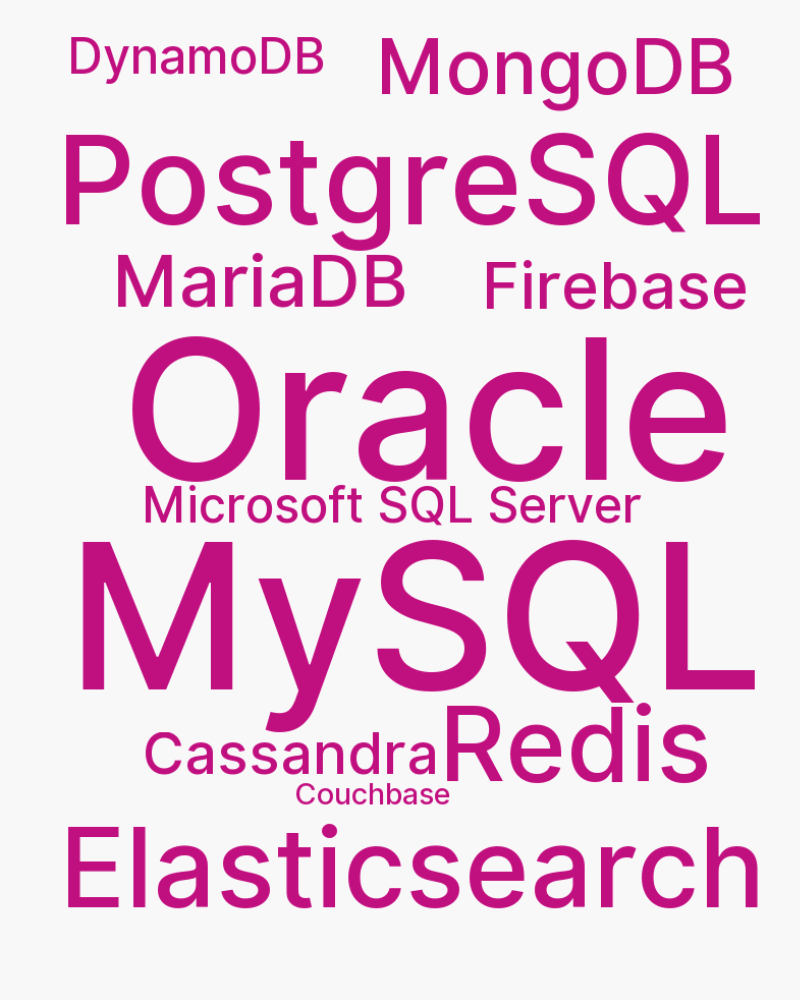 DynamoDB MongoDB
PostgreSQL
MariaDB Firebase
Oracle
Microsoft SQL Server
MySQL
Cassandra Redis
Couchbase
Elasticsearch